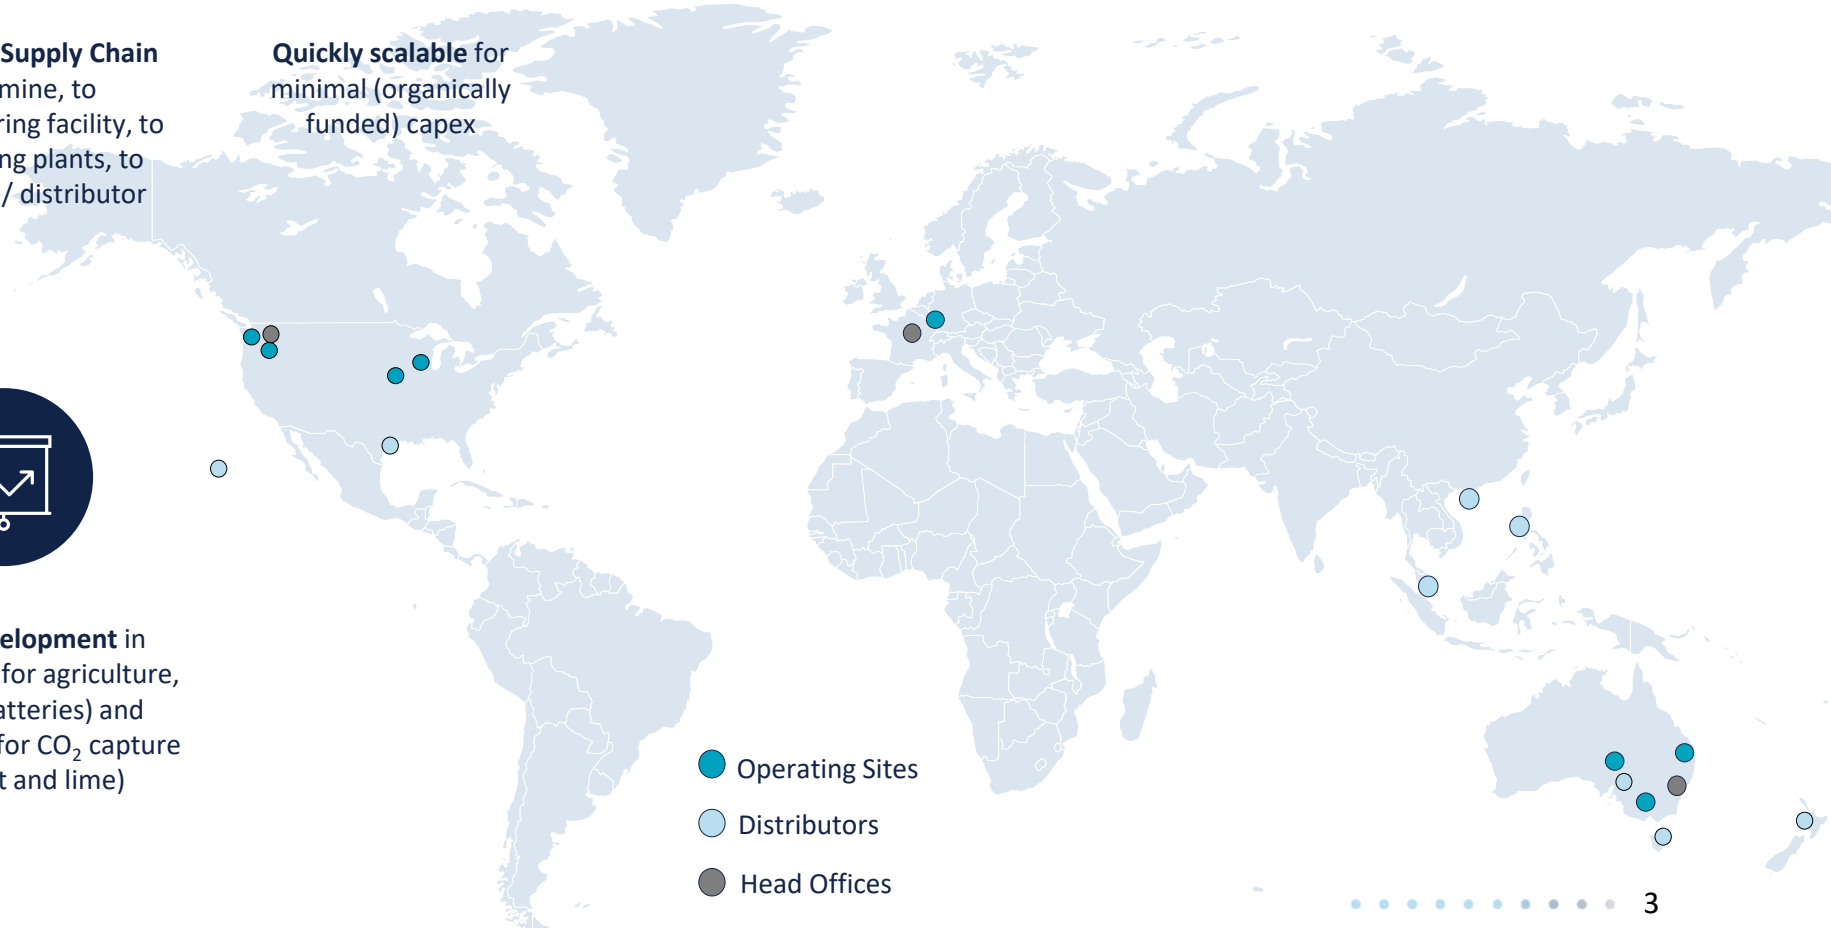 Supply Chain
mine, to
ring facility, to
ng plants, to
/ distributor
Quickly scalable for
minimal (organically
funded) capex
elopment in
for agriculture,
atteries) and
for CO₂ capture
t and lime)
Operating Sites
Distributors
Head Offices
3